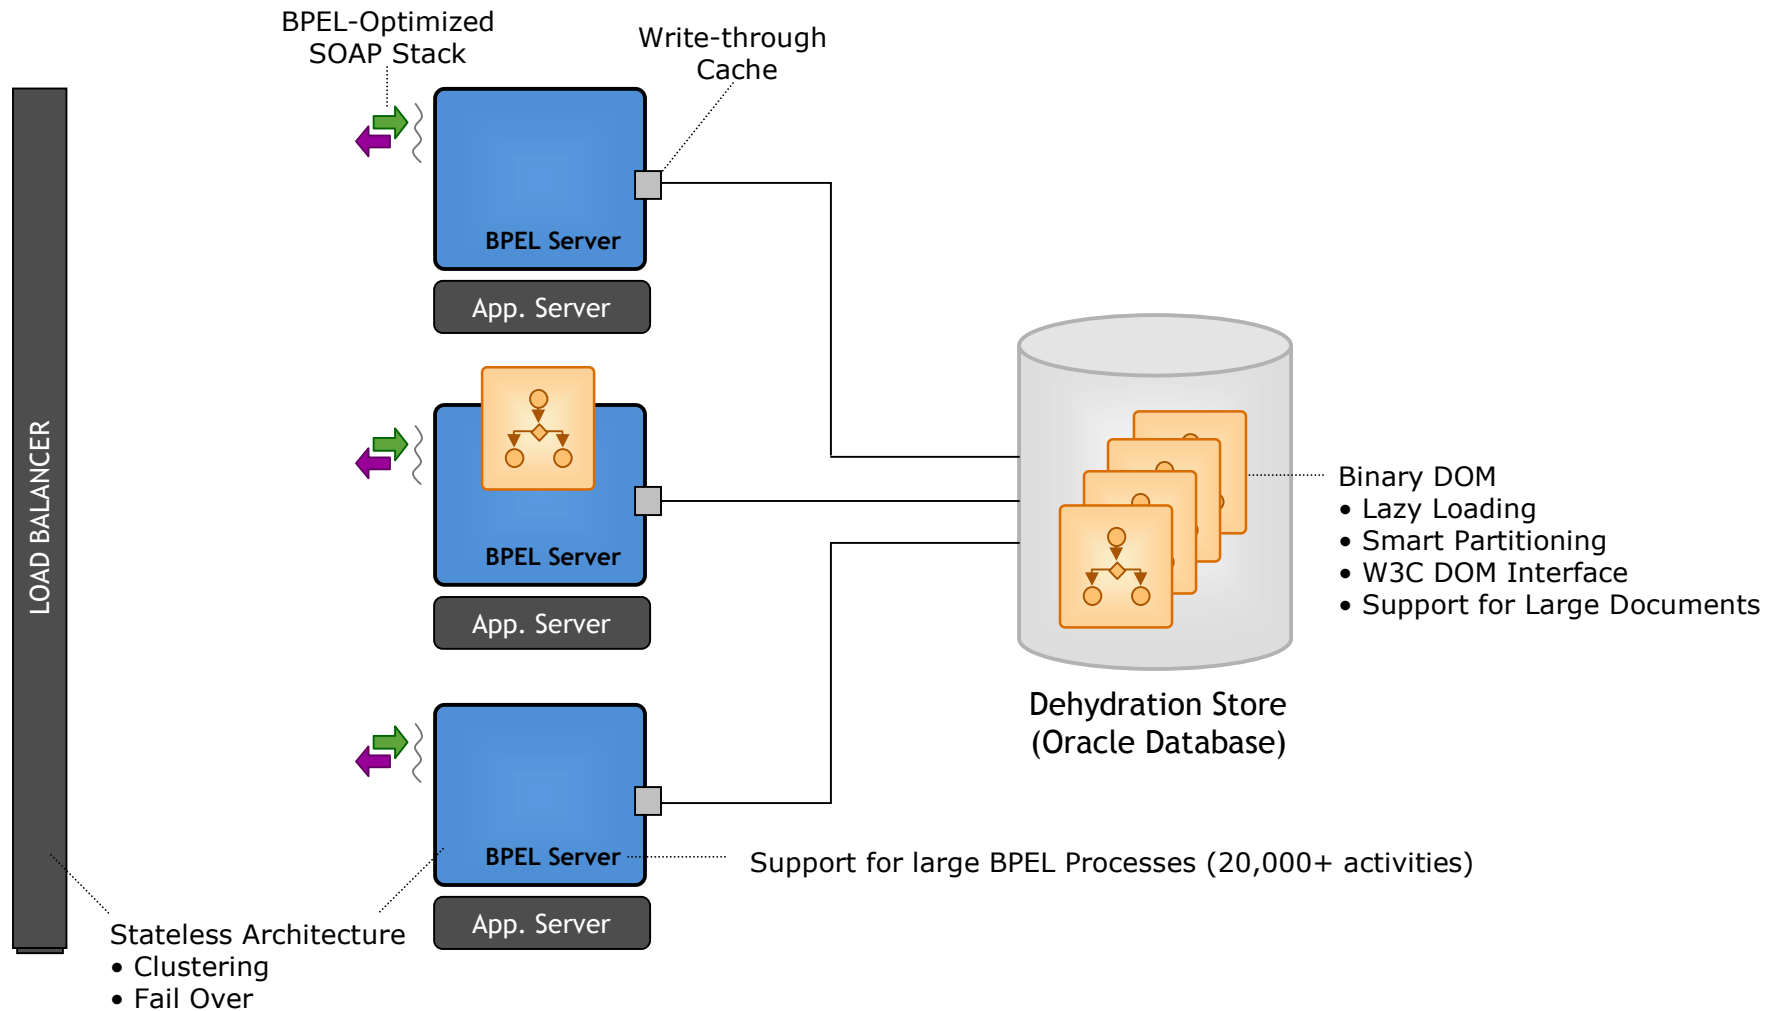 BPEL-Optimized
SOAP Stack
Write-through
Cache
LOAD BALANCER
BPEL Server
App. Server
BPEL Server
App. Server
Binary DOM
• Lazy Loading
• Smart Partitioning
• W3C DOM Interface
• Support for Large Documents
Dehydration Store
(Oracle Database)
BPEL Server
Support for large BPEL Processes (20,000+ activities)
App. Server
Stateless Architecture
• Clustering
• Fail Over